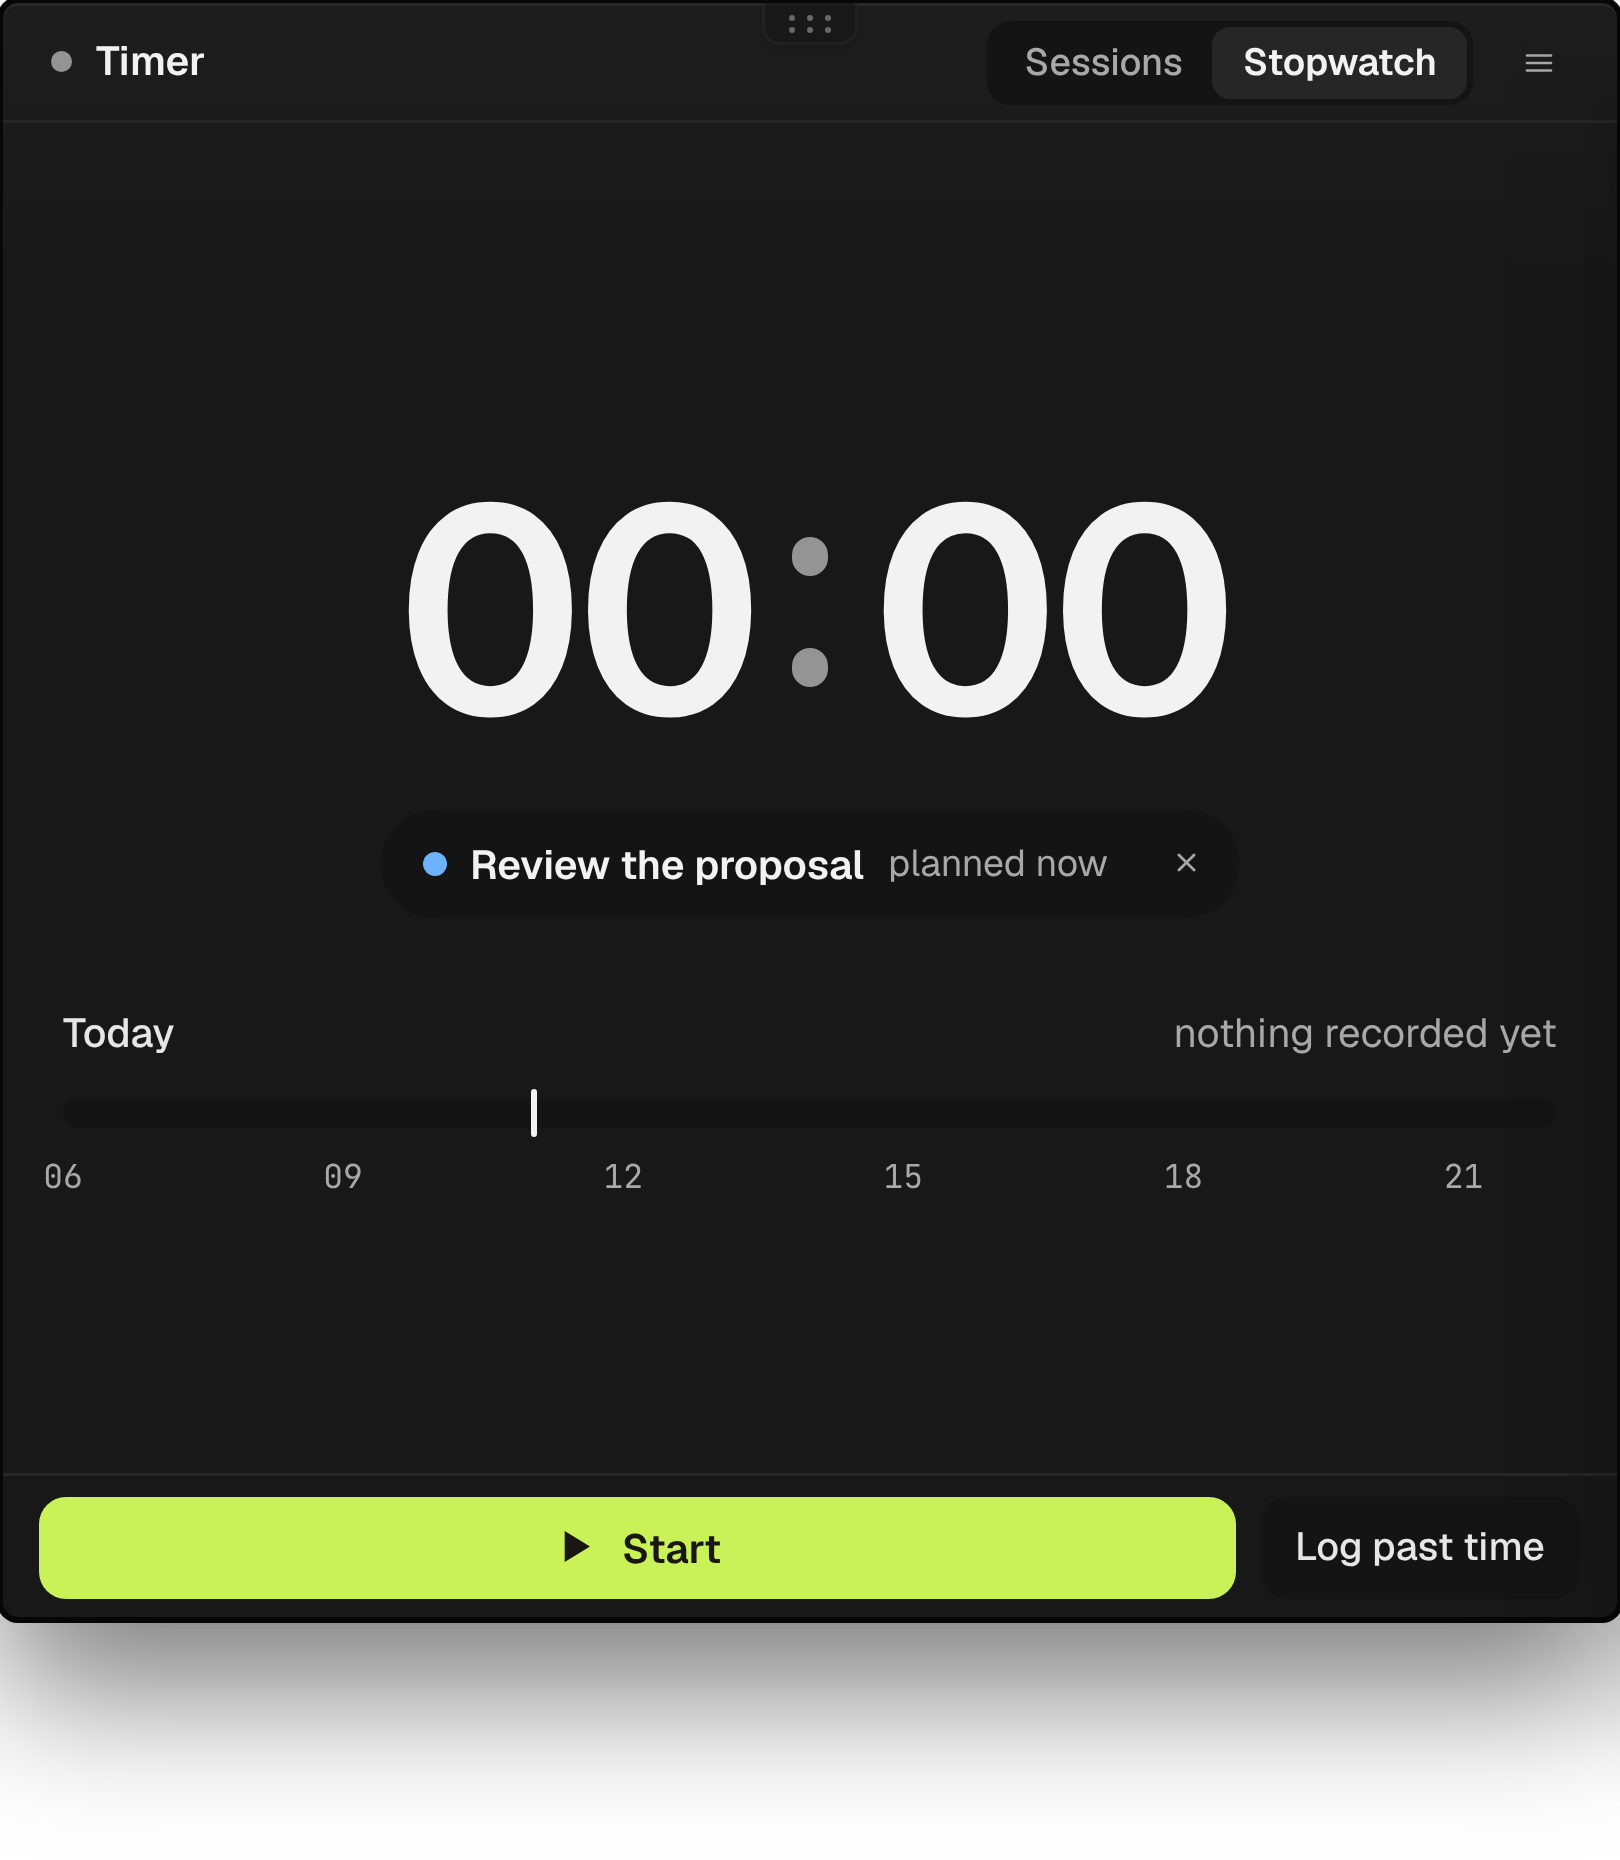 Timer
Sessions Stopwatch
00:00
Review the proposal planned now
Today nothing recorded yet
06 09 12 15 18 21
Start Log past time